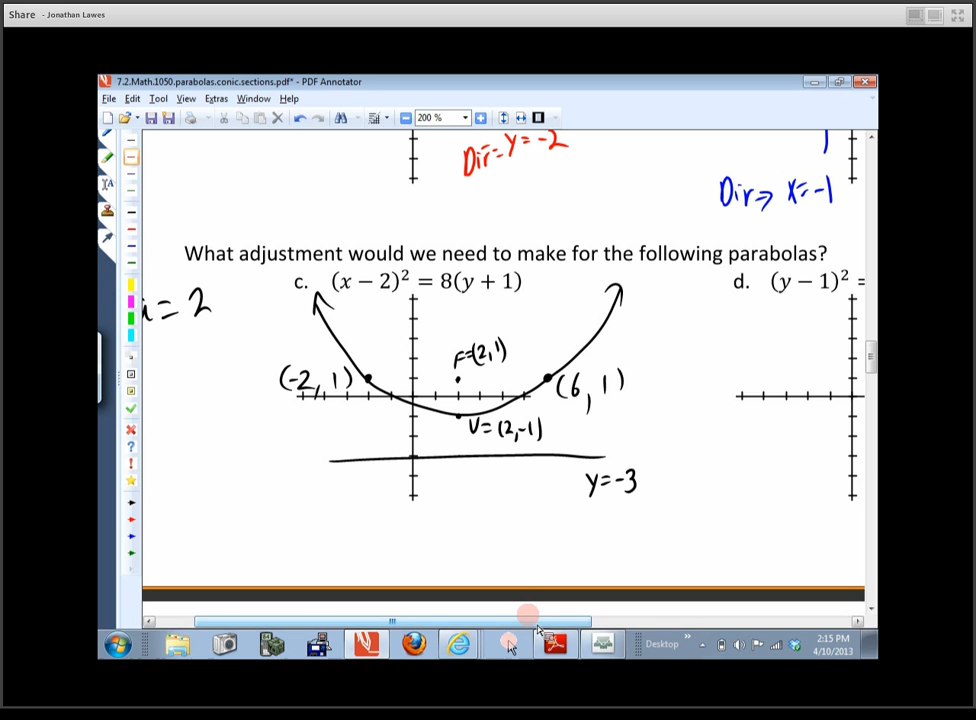 Share - Jonathan Lawes
7.2.Math.1050.parabolas.conic.sections.pdf* - PDF Annotator
File Edit Tool View Extras Window Help
200 %
Dir= y = -2
1
Dir⇒ x=-1
What adjustment would we need to make for the following parabolas?
c. (x − 2)² = 8(y + 1)
d. (y − 1)² =
= 2
F=(2,1)
(-2, 1)
(6, 1)
V=(2,-1)
y=-3
Desktop
2:15 PM
4/10/2013